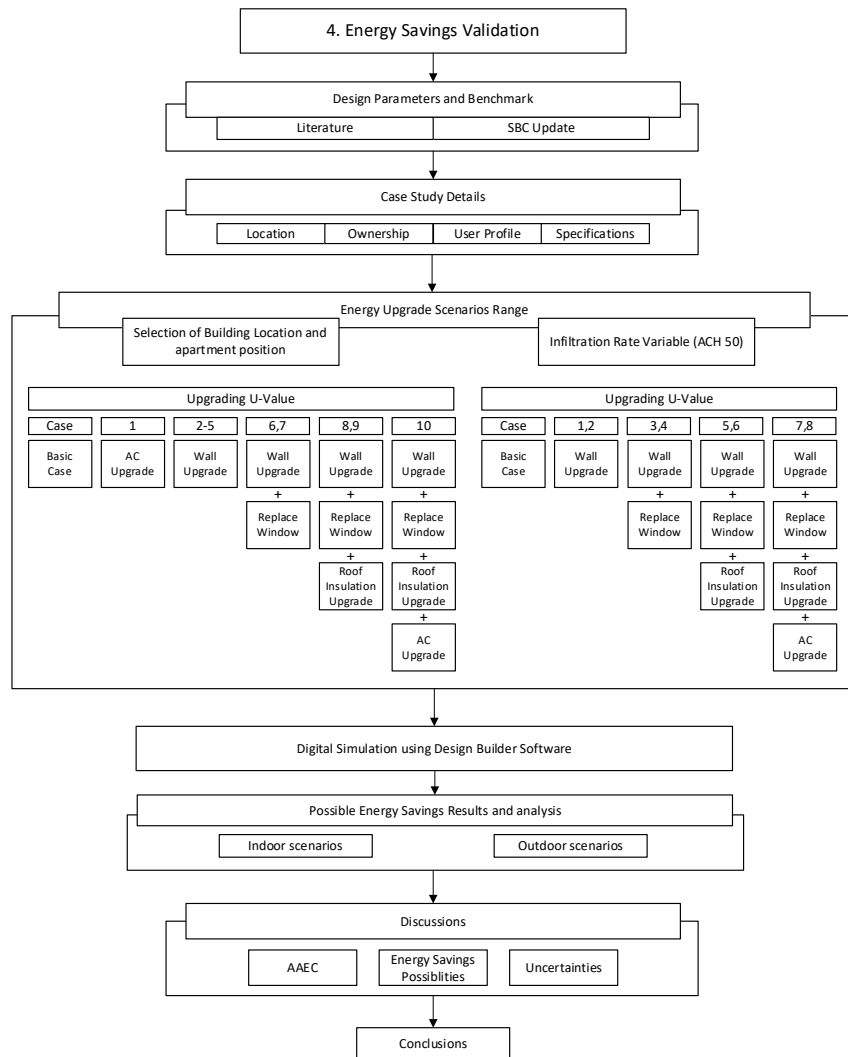 4. Energy Savings Validation
Design Parameters and Benchmark
Literature
SBC Update
Case Study Details
Location
Ownership
User Profile
Specifications
Energy Upgrade Scenarios Range
Selection of Building Location and
apartment position
Infiltration Rate Variable (ACH 50)
Upgrading U-Value
Case
1
2-5
6,7
8,9
10
Basic
Case
AC
Upgrade
Wall
Upgrade
Wall
Upgrade
Wall
Upgrade
Wall
Upgrade
+
+
+
Replace
Window
Replace
Window
Replace
Window
+
+
Roof
Insulation
Upgrade
Roof
Insulation
Upgrade
+
AC
Upgrade
Upgrading U-Value
Case
1,2
3,4
5,6
7,8
Basic
Case
Wall
Upgrade
Wall
Upgrade
Wall
Upgrade
Wall
Upgrade
+
+
+
Replace
Window
Replace
Window
Replace
Window
+
+
Roof
Insulation
Upgrade
Roof
Insulation
Upgrade
+
AC
Upgrade
Digital Simulation using Design Builder Software
Possible Energy Savings Results and analysis
Indoor scenarios
Outdoor scenarios
Discussions
AAEC
Energy Savings
Possiblities
Uncertainties
Conclusions